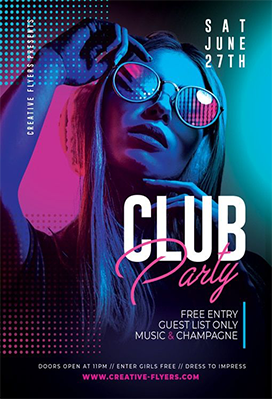 CREATIVE FLYERS PRESENTS
SAT
JUNE
27TH
CLUB
Party
FREE ENTRY
GUEST LIST ONLY
MUSIC & CHAMPAGNE
DOORS OPEN AT 11PM // ENTER GIRLS FREE // DRESS TO IMPRESS
WWW.CREATIVE-FLYERS.COM